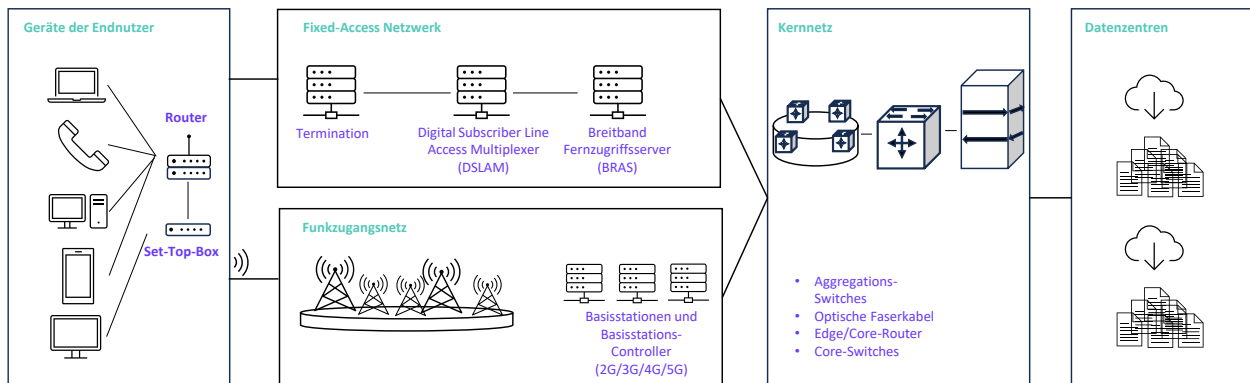 Geräte der Endnutzer
Router
Set-Top-Box
Fixed-Access Netzwerk
Termination
Digital Subscriber Line
Access Multiplexer
(DSLAM)
Breitband
Fernzugriffsserver
(BRAS)
Funkzugangsnetz
Basisstationen und
Basisstations-
Controller
(2G/3G/4G/5G)
Kernnetz
• Aggregations-
Switches
• Optische Faserkabel
• Edge/Core-Router
• Core-Switches
Datenzentren